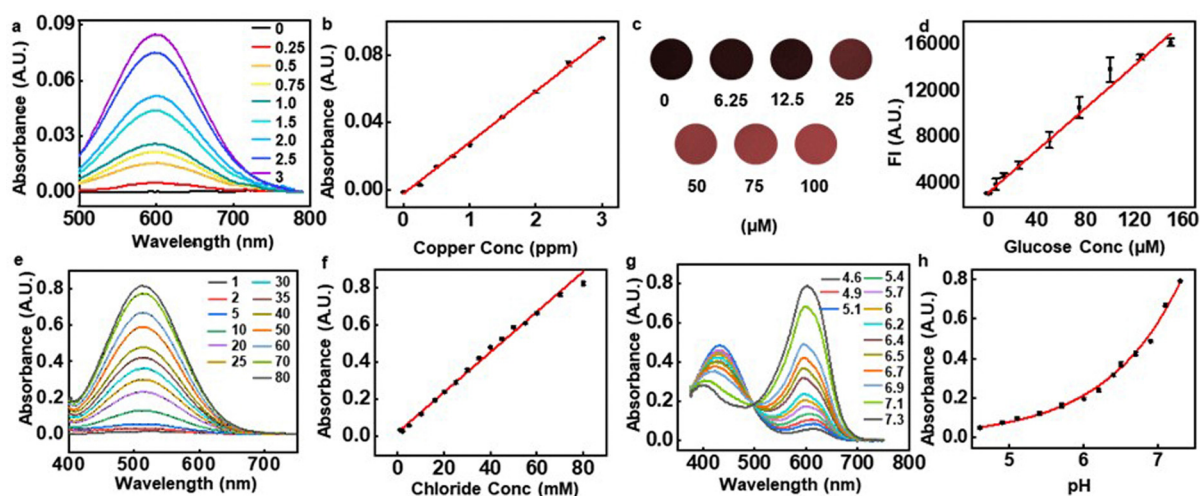 a
0.09
0.06
0.03
0.00
Absorbance (A.U.)
500 600 700 800
Wavelength (nm)
0
0.25
0.5
0.75
1.0
1.5
2.0
2.5
3
b
0.08
0.04
0.00
Absorbance (A.U.)
0 1 2 3
Copper Conc (ppm)
c
0 6.25 12.5 25
50 75 100
(µM)
d
16000
12000
8000
4000
FI (A.U.)
0 40 80 120 160
Glucose Conc (µM)
e
0.8
0.6
0.4
0.2
0.0
Absorbance (A.U.)
400 500 600 700
Wavelength (nm)
1 30
2 35
5 40
10 50
20 60
25 70
80
f
0.8
0.6
0.4
0.2
0.0
Absorbance (A.U.)
0 20 40 60 80
Chloride Conc (mM)
g
0.8
0.6
0.4
0.2
0.0
Absorbance (A.U.)
400 500 600 700 800
Wavelength (nm)
4.6 5.4
4.9 5.7
5.1 6
6.2
6.4
6.5
6.7
6.9
7.1
7.3
h
0.8
0.6
0.4
0.2
0.0
Absorbance (A.U.)
5 6 7
pH